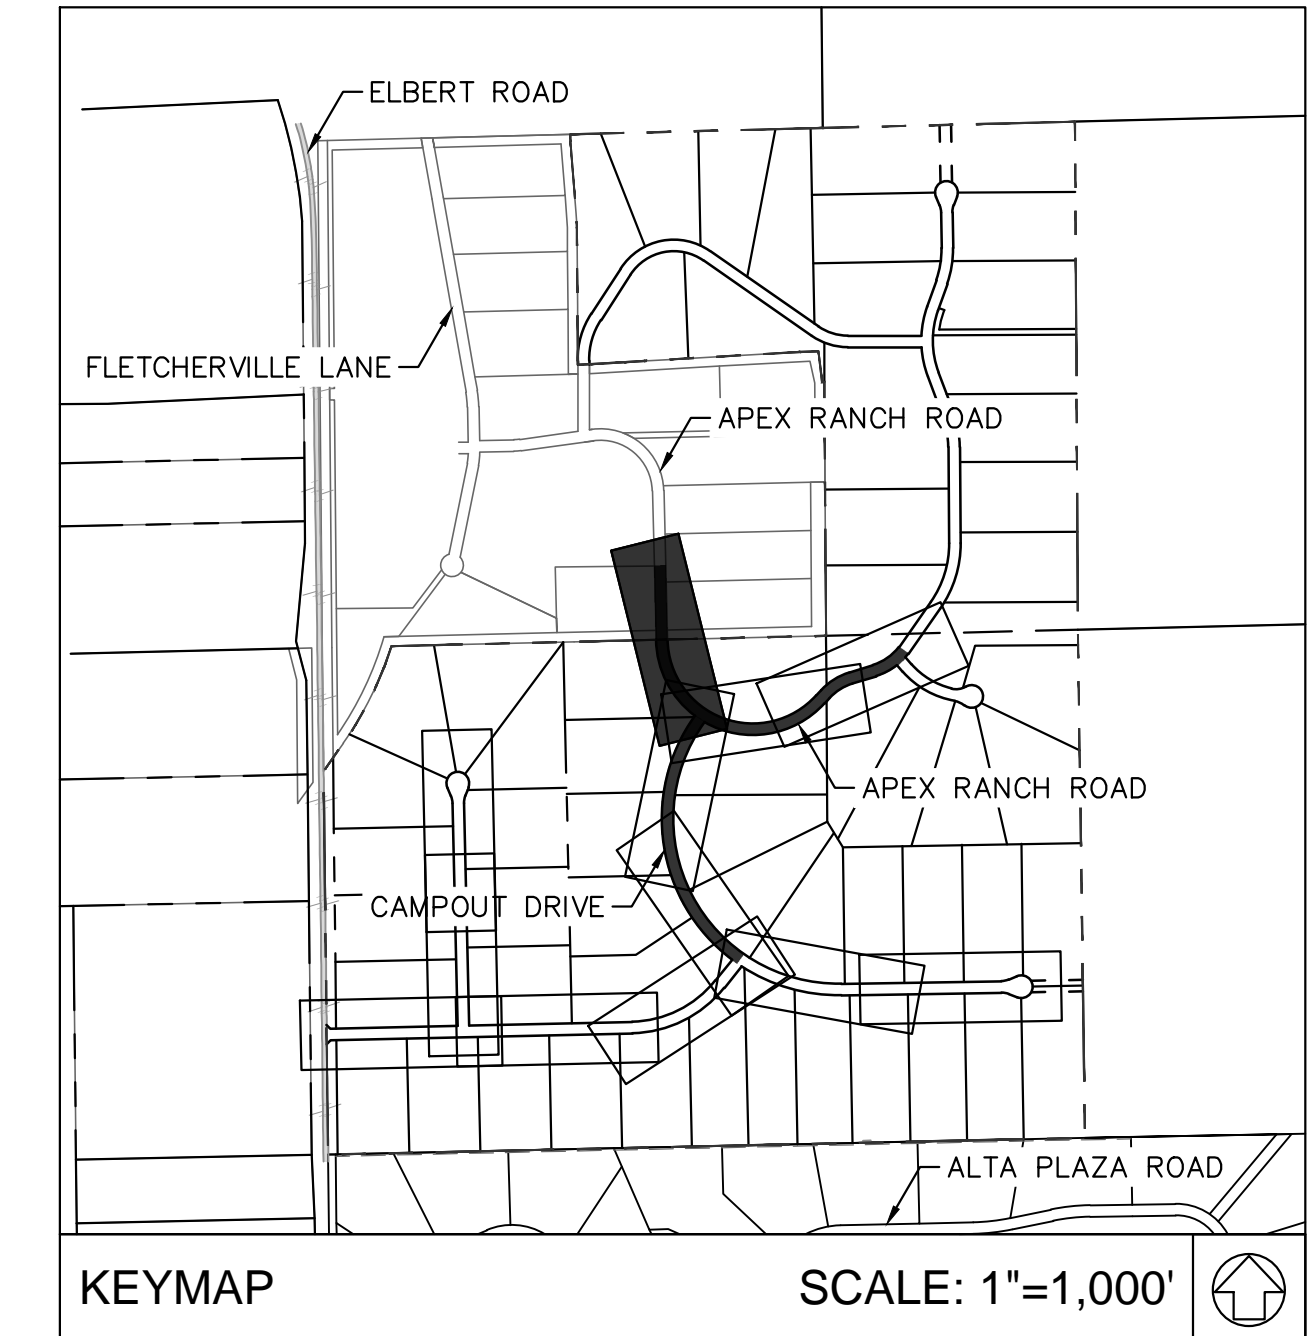 ELBERT ROAD
FLETCHERVILLE LANE
APEX RANCH ROAD
APEX RANCH ROAD
CAMPOUT DRIVE
ALTA PLAZA ROAD
KEYMAP
SCALE: 1"=1,000'